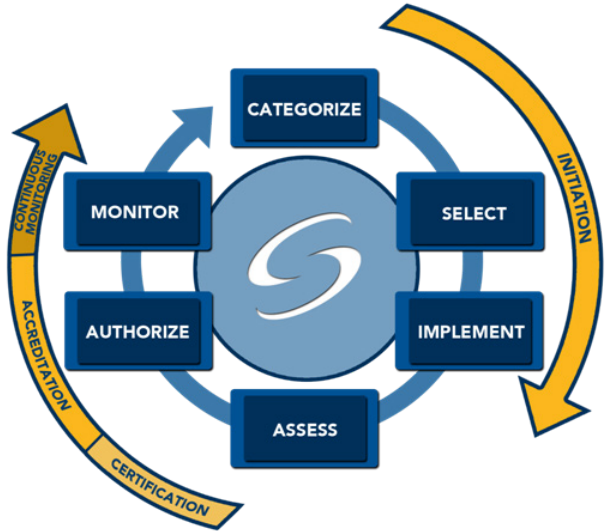 CATEGORIZE
SELECT
IMPLEMENT
ASSESS
AUTHORIZE
MONITOR
INITIATION
CERTIFICATION
ACCREDITATION
CONTINUOUS
MONITORING